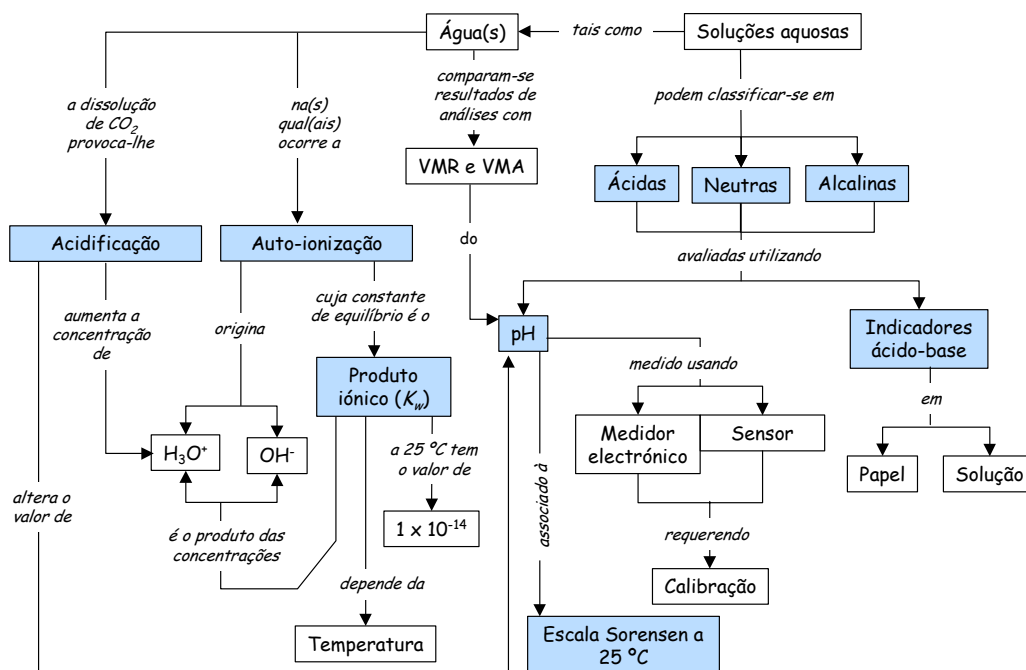 Água(s)
tais como
Soluções aquosas
a dissolução
de CO₂
provoca-lhe
na(s)
qual(ais)
ocorre a
comparam-se
resultados de
análises com
podem classificar-se em
VMR e VMA
Ácidas
Neutras
Alcalinas
Acidificação
Auto-ionização
do
avaliadas utilizando
aumenta a
concentração
de
origina
cuja constante
de equilíbrio é o
pH
Indicadores
ácido-base
Produto
iónico (Kw)
medido usando
em
H₃O⁺
OH⁻
a 25 ºC tem
o valor de
Medidor
electrónico
Sensor
Papel
Solução
altera o
valor de
é o produto das
concentrações
1 x 10⁻¹⁴
associado à
requerendo
depende da
Calibração
Temperatura
Escala Sorensen a
25 ºC